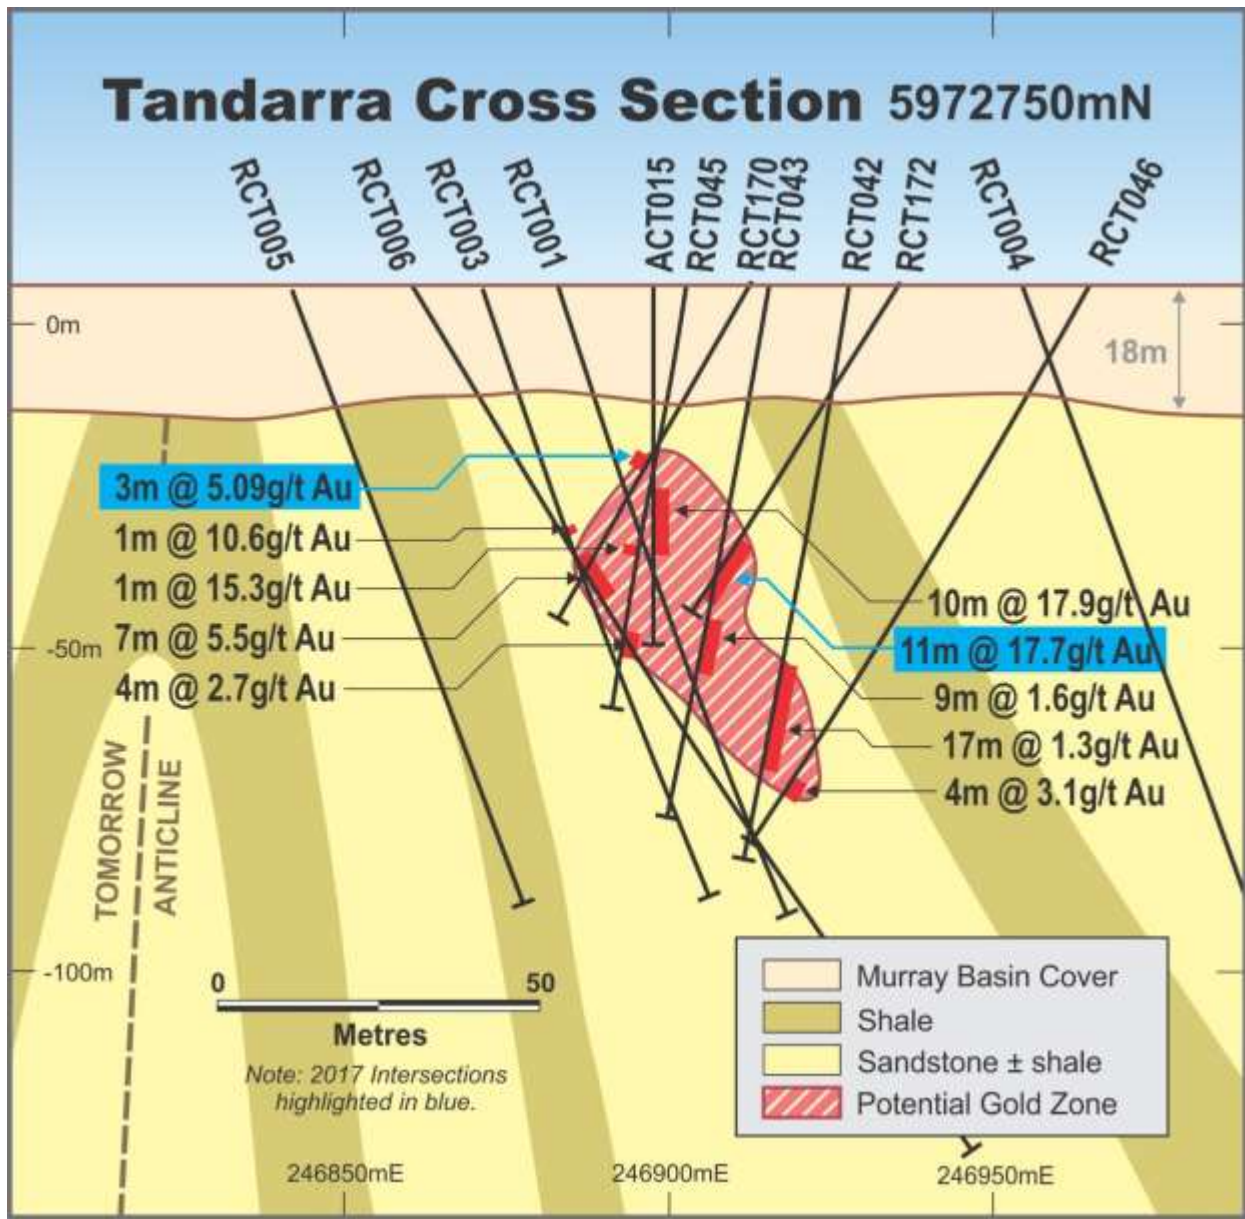 Tandarra Cross Section 5972750mN
RCT005
RCT006
RCT003
RCT001
ACT015
RCT045
RCT170
RCT043
RCT042
RCT172
RCT004
RCT046
0m
18m
3m @ 5.09g/t Au
1m @ 10.6g/t Au
1m @ 15.3g/t Au
7m @ 5.5g/t Au
4m @ 2.7g/t Au
10m @ 17.9g/t Au
11m @ 17.7g/t Au
9m @ 1.6g/t Au
17m @ 1.3g/t Au
4m @ 3.1g/t Au
-50m
TOMORROW
ANTICLINE
-100m
0 50
Metres
Note: 2017 Intersections
highlighted in blue.
Murray Basin Cover
Shale
Sandstone ± shale
Potential Gold Zone
246850mE
246900mE
246950mE